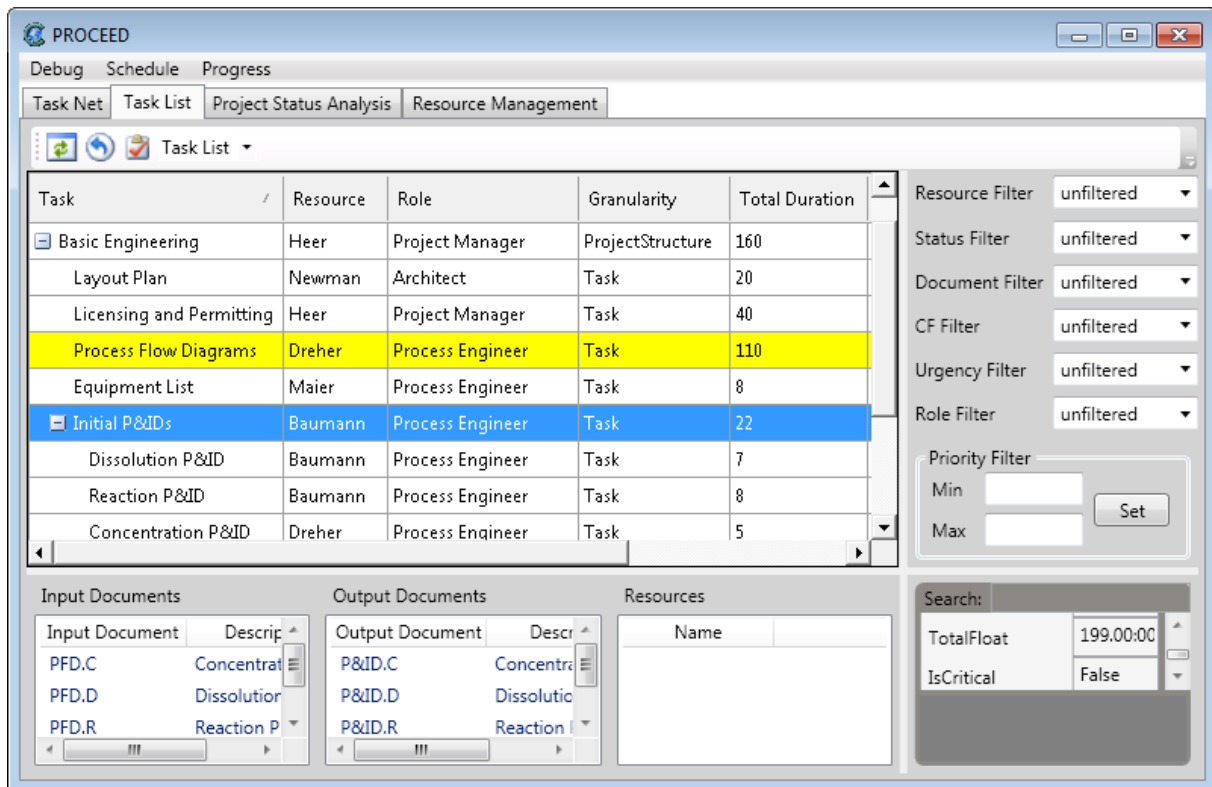 PROCEED
Debug Schedule Progress
Task Net Task List Project Status Analysis Resource Management
Task List
Task Resource Role Granularity Total Duration
Basic Engineering Heer Project Manager ProjectStructure 160
Layout Plan Newman Architect Task 20
Licensing and Permitting Heer Project Manager Task 40
Process Flow Diagrams Dreher Process Engineer Task 110
Equipment List Maier Process Engineer Task 8
Initial P&IDs Baumann Process Engineer Task 22
Dissolution P&ID Baumann Process Engineer Task 7
Reaction P&ID Baumann Process Engineer Task 8
Concentration P&ID Dreher Process Engineer Task 5
Resource Filter unfiltered
Status Filter unfiltered
Document Filter unfiltered
CF Filter unfiltered
Urgency Filter unfiltered
Role Filter unfiltered
Priority Filter
Min
Set
Max
Input Documents
Input Document Descrip
PFD.C Concentrat
PFD.D Dissolution
PFD.R Reaction P
Output Documents
Output Document Descr
P&ID.C Concentra
P&ID.D Dissolutio
P&ID.R Reaction
Resources
Name
Search:
TotalFloat 199.00:00
IsCritical False